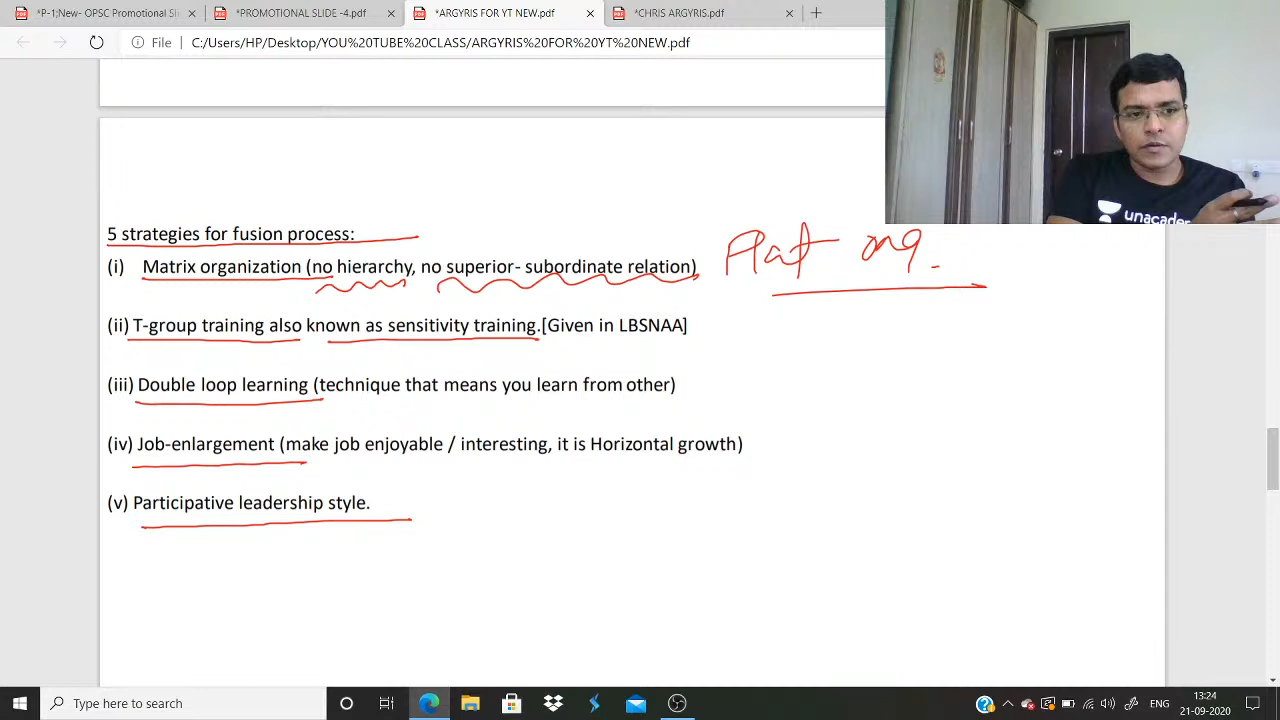 *P-1;New- OPSC Promotional Sli
*PROMOTIONAL SLIDE -4.pdf
*ARGYRIS FOR YT NEW.pdf
*CHRIS ARGYRIS.pdf
File C:/Users/HP/Desktop/YOU%20TUBE%20CLASS/ARGYRIS%20FOR%20YT%20NEW.pdf
unacade
5 strategies for fusion process:
(i) Matrix organization (no hierarchy, no superior- subordinate relation)
Flat org.
(ii) T-group training also known as sensitivity training.[Given in LBSNAA]
(iii) Double loop learning (technique that means you learn from other)
(iv) Job-enlargement (make job enjoyable / interesting, it is Horizontal growth)
(v) Participative leadership style.
Type here to search
ENG
13:24
21-09-2020